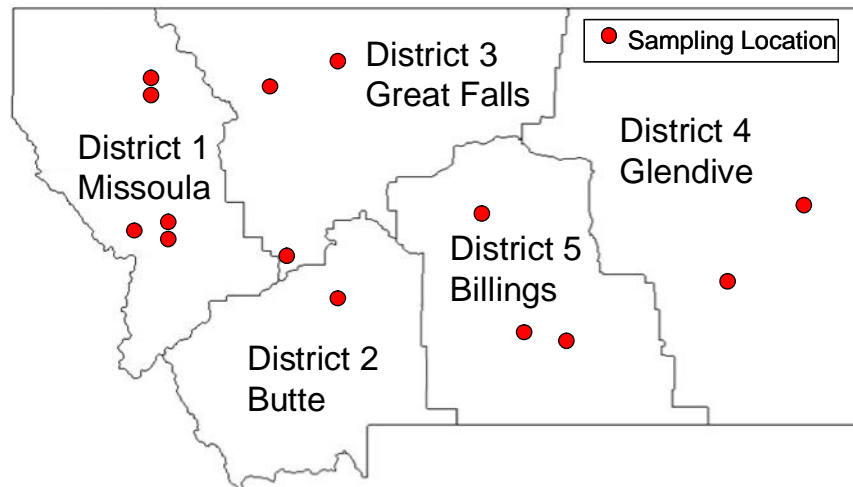 Sampling Location
District 3
Great Falls
District 1
Missoula
District 4
Glendive
District 5
Billings
District 2
Butte